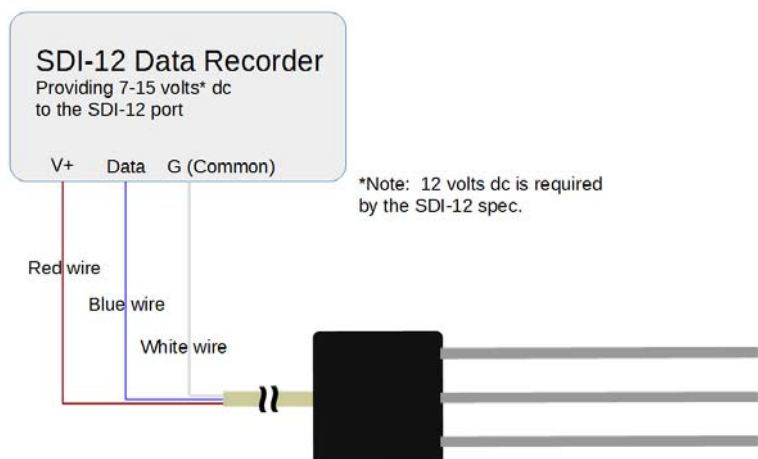 SDI-12 Data Recorder
Providing 7-15 volts* dc
to the SDI-12 port
V+ Data G (Common)
*Note: 12 volts dc is required
by the SDI-12 spec.
Red wire
Blue wire
White wire